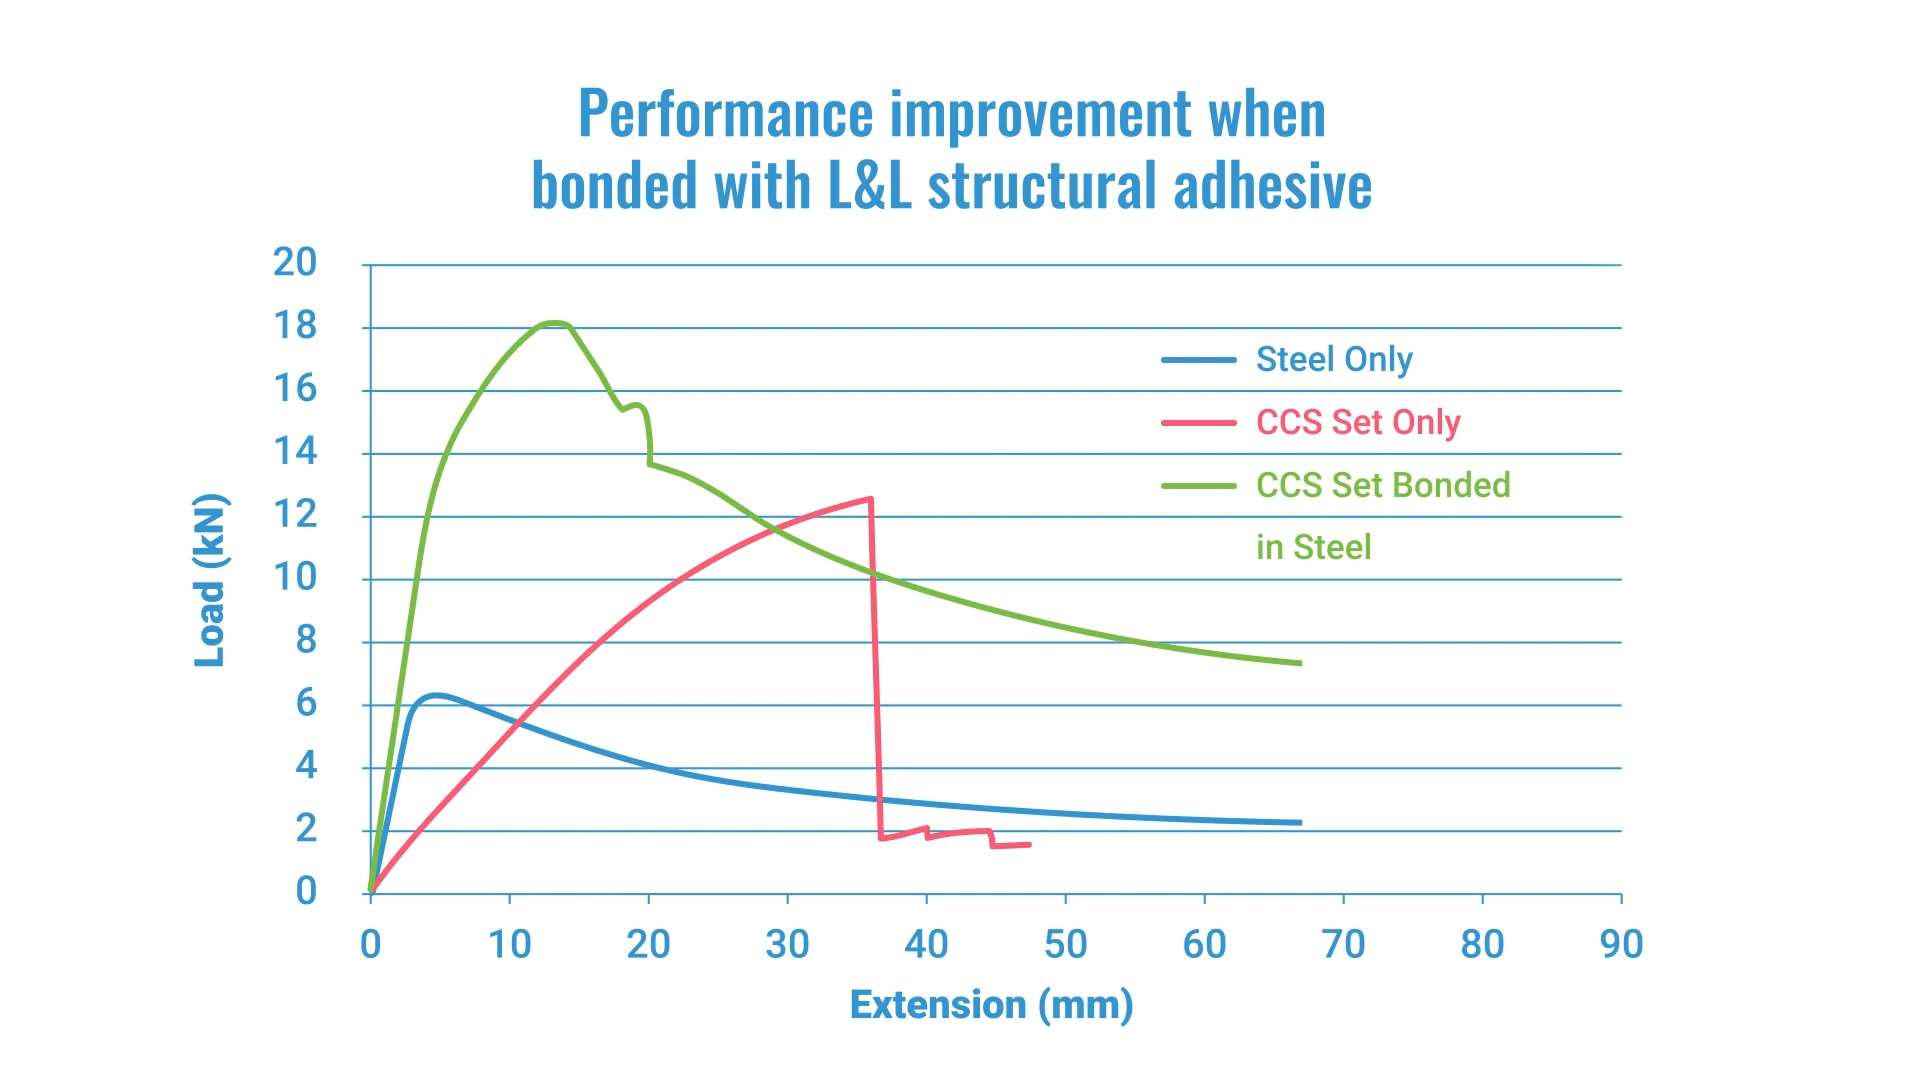 Performance improvement when
bonded with L&L structural adhesive
20
18
16
14
12
10
8
6
4
2
0
Load (kN)
Steel Only
CCS Set Only
CCS Set Bonded
in Steel
0 10 20 30 40 50 60 70 80 90
Extension (mm)